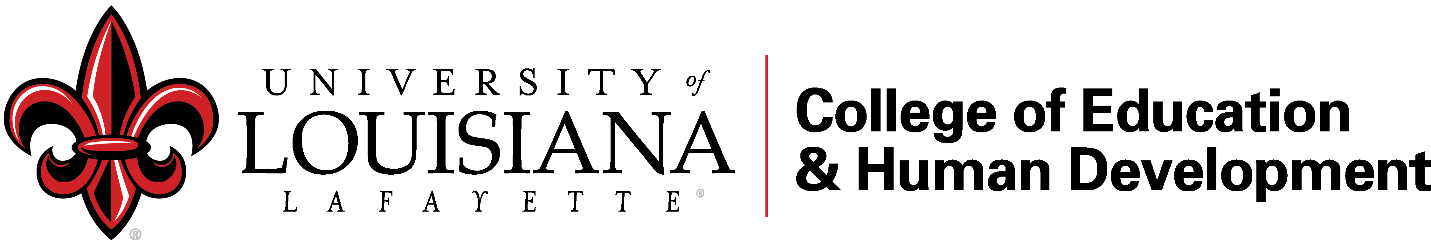 UNIVERSITY of
LOUISIANA
LAFAYETTE®
®
College of Education
& Human Development